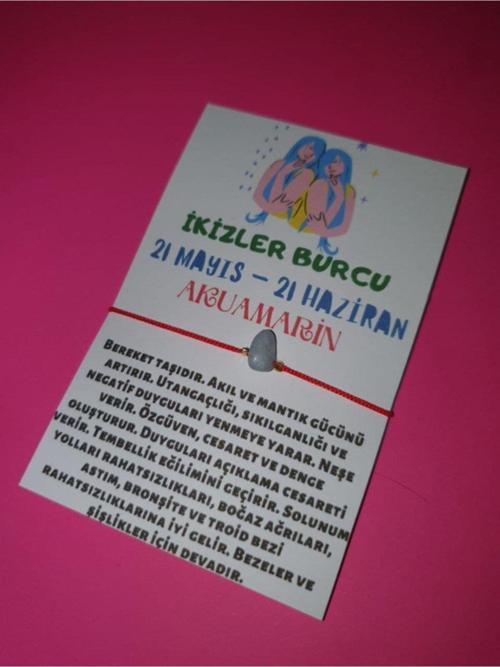 İKİZLER BURCU
21 MAYIS – 21 HAZİRAN
AKUAMARİN
BEREKET TAŞIDIR. AKIL VE MANTIK GÜCÜNÜ
ARTIRIR. UTANGAÇLIĞI, SIKILGANLIĞI VE
NEGATİF DUYGULARI YENMEYE YARAR. NEŞE
VERİR. ÖZGÜVEN, CESARET VE DENGE
OLUŞTURUR. DUYGULARI AÇIKLAMA CESARETİ
VERİR. TEMBELLİK EĞİLİMİNİ GEÇİRİR. SOLUNUM
YOLLARI RAHATSIZLIKLARI, BOĞAZ AĞRILARI,
ASTIM, BRONŞİTE VE TROİD BEZİ
RAHATSIZLIKLARINA İYİ GELİR. BEZELER VE
ŞİŞLİKLER İÇİN DEVADIR.